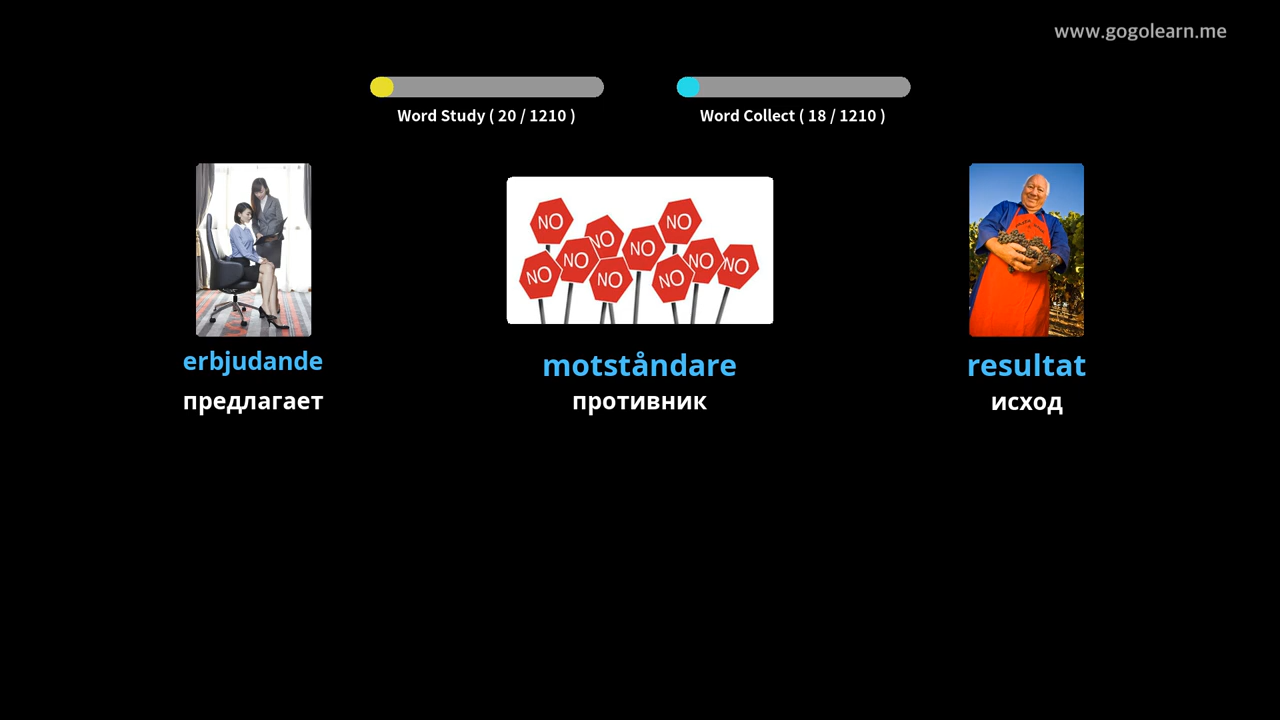 www.gogolearn.me
Word Study ( 20 / 1210 )
Word Collect ( 18 / 1210 )
NO NO NO NO NO NO NO NO NO NO
erbjudande
предлагает
motståndare
противник
resultat
исход